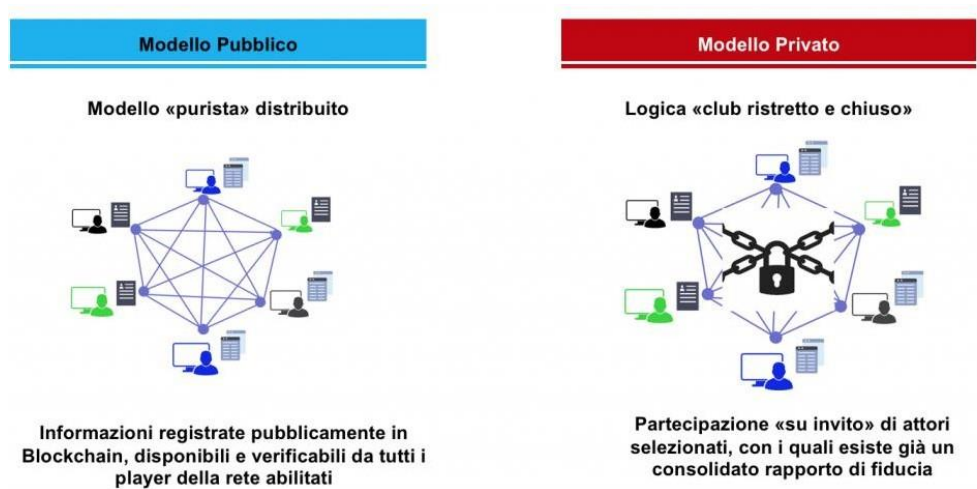 Modello Pubblico
Modello «purista» distribuito
Informazioni registrate pubblicamente in
Blockchain, disponibili e verificabili da tutti i
player della rete abilitati
Modello Privato
Logica «club ristretto e chiuso»
Partecipazione «su invito» di attori
selezionati, con i quali esiste già un
consolidato rapporto di fiducia